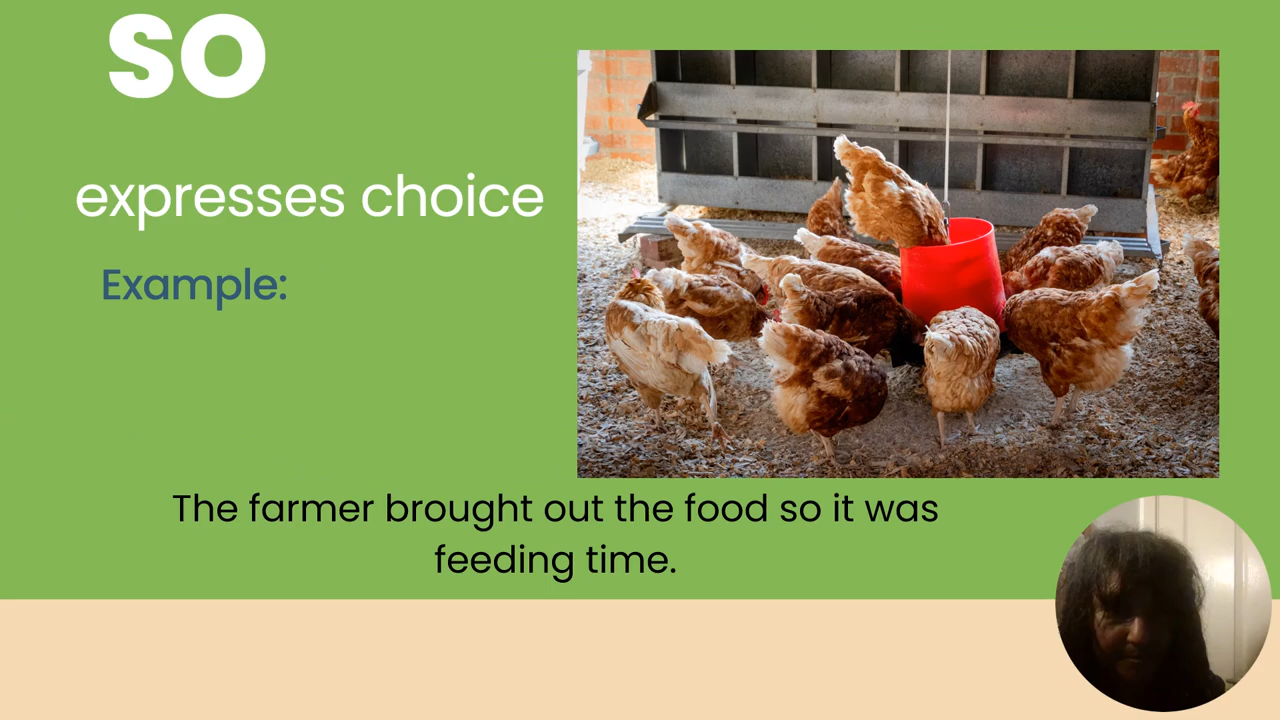 SO
expresses choice
Example:
The farmer brought out the food so it was
feeding time.